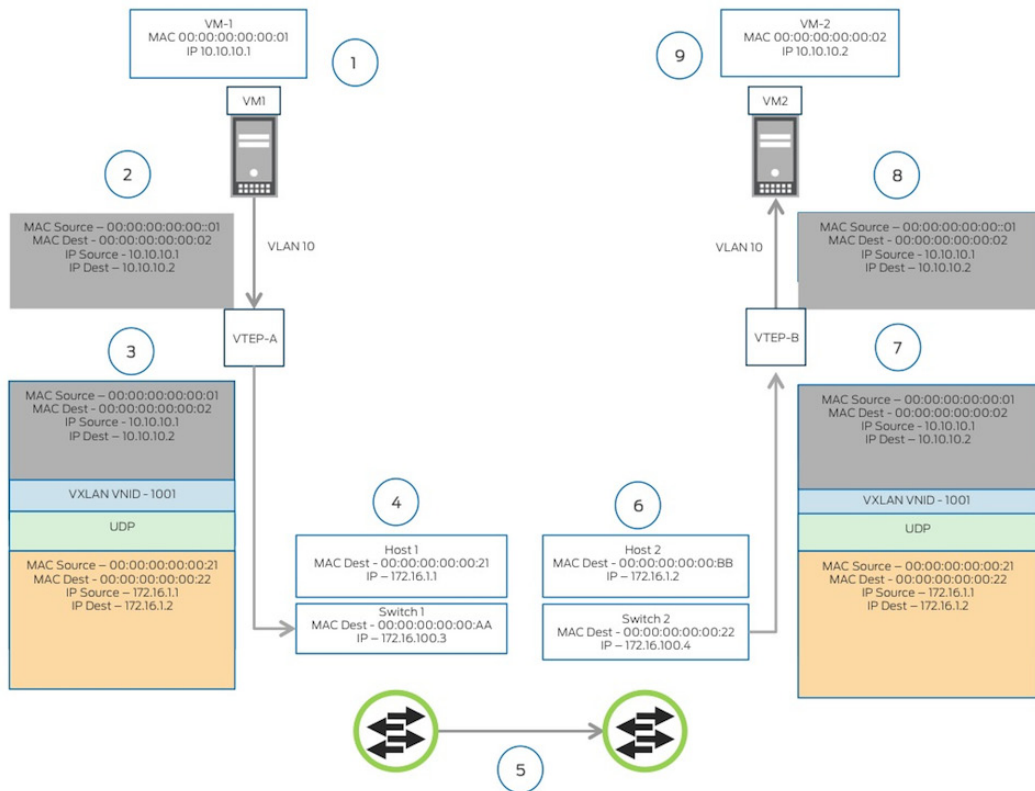 VM-1
MAC 00:00:00:00:00:01
IP 10.10.10.1
1
VM1
2
MAC Source – 00:00:00:00:00::01
MAC Dest - 00:00:00:00:00:02
IP Source - 10.10.10.1
IP Dest – 10.10.10.2
VLAN 10
VTEP-A
3
MAC Source – 00:00:00:00:00:01
MAC Dest - 00:00:00:00:00:02
IP Source - 10.10.10.1
IP Dest – 10.10.10.2
VXLAN VNID - 1001
UDP
MAC Source – 00:00:00:00:00:21
MAC Dest - 00:00:00:00:00:22
IP Source – 172.16.1.1
IP Dest - 172.16.1.2
4
Host 1
MAC Dest - 00:00:00:00:00:21
IP – 172.16.1.1
Switch 1
MAC Dest - 00:00:00:00:00:AA
IP – 172.16.100.3
5
6
Host 2
MAC Dest - 00:00:00:00:00:BB
IP – 172.16.1.2
Switch 2
MAC Dest - 00:00:00:00:00:22
IP – 172.16.100.4
7
MAC Source – 00:00:00:00:00:01
MAC Dest - 00:00:00:00:00:02
IP Source - 10.10.10.1
IP Dest – 10.10.10.2
VXLAN VNID - 1001
UDP
MAC Source – 00:00:00:00:00:21
MAC Dest - 00:00:00:00:00:22
IP Source – 172.16.1.1
IP Dest - 172.16.1.2
VTEP-B
8
MAC Source – 00:00:00:00:00::01
MAC Dest - 00:00:00:00:00:02
IP Source - 10.10.10.1
IP Dest – 10.10.10.2
VLAN 10
VM2
9
VM-2
MAC 00:00:00:00:00:02
IP 10.10.10.2